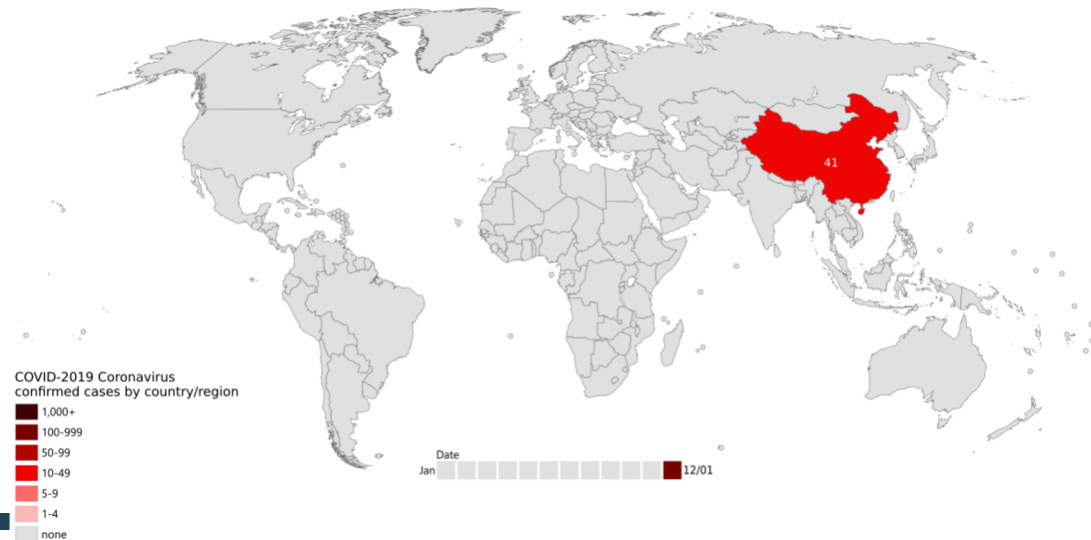 41
COVID-2019 Coronavirus
confirmed cases by country/region
1,000+
100-999
50-99
10-49
5-9
1-4
none
Date
Jan 12/01